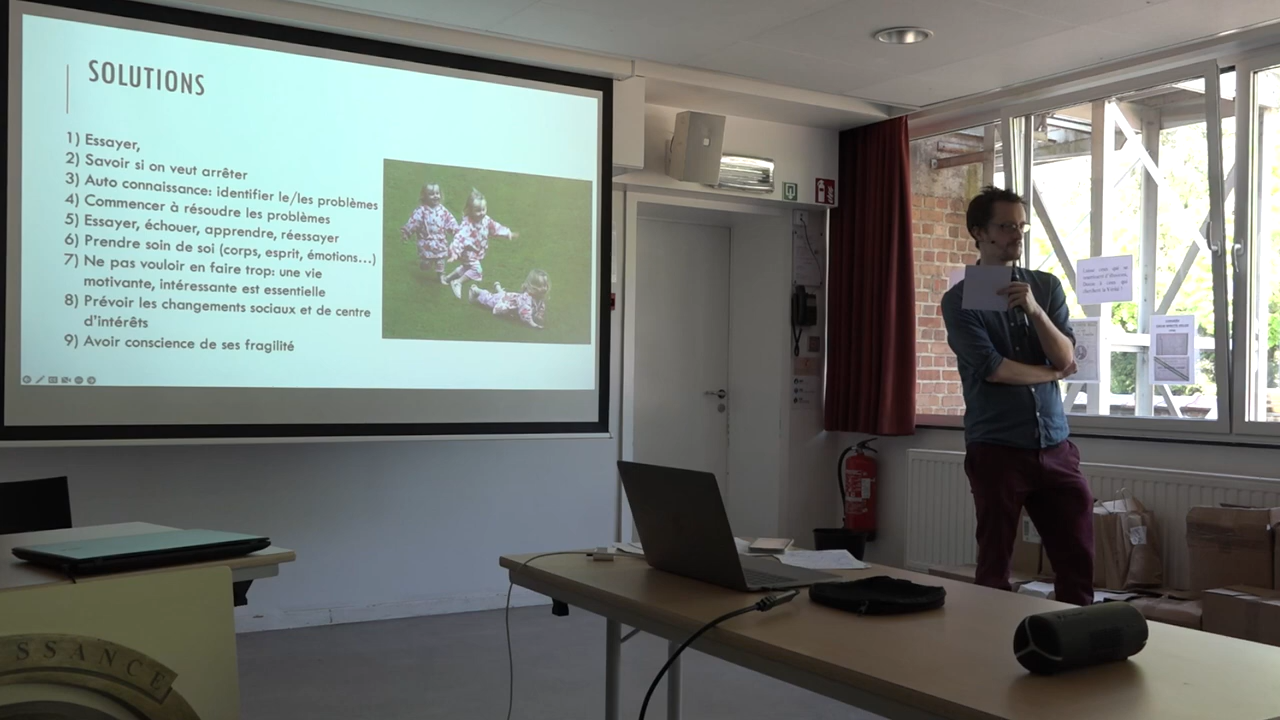 SOLUTIONS
1) Essayer,
2) Savoir si on veut arrêter
3) Auto connaissance: identifier le/les problèmes
4) Commencer à résoudre les problèmes
5) Essayer, échouer, apprendre, réessayer
6) Prendre soin de soi (corps, esprit, émotions...)
7) Ne pas vouloir en faire trop: une vie
motivante, intéressante est essentielle
8) Prévoir les changements sociaux et de centre
d'intérêts
9) Avoir conscience de ses fragilité
SSANCE